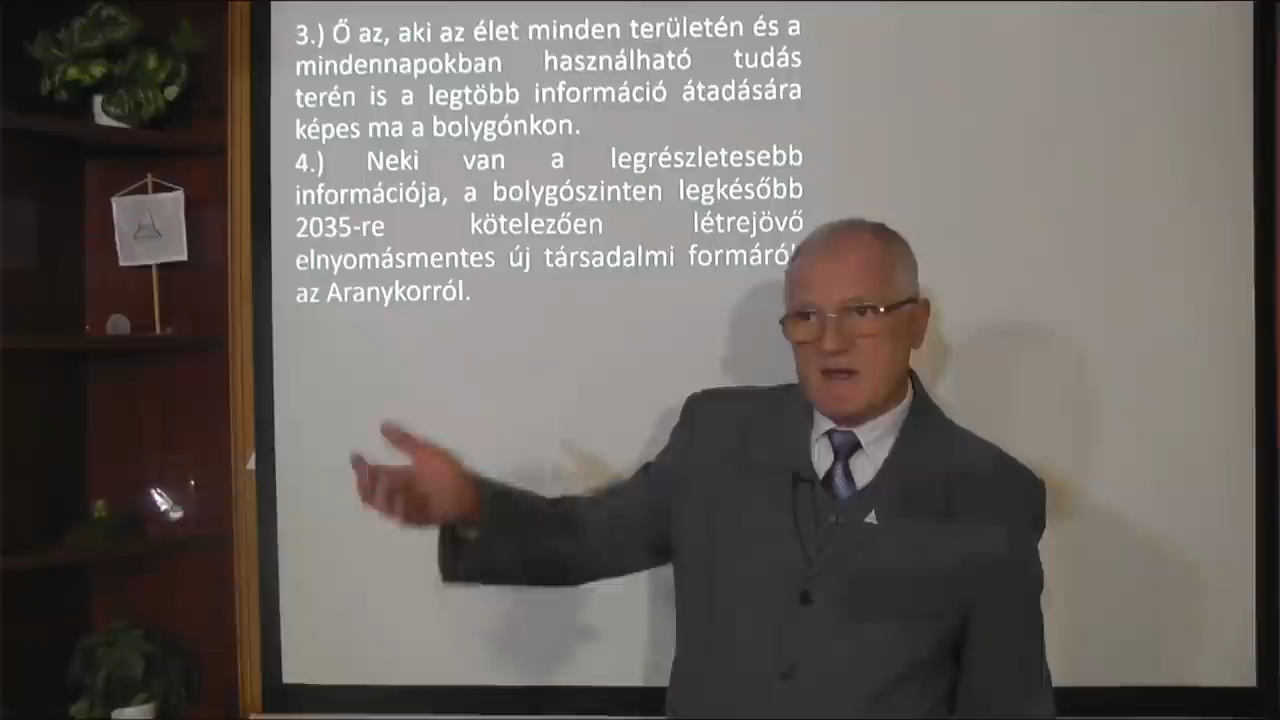 3.) Ő az, aki az élet minden területén és a
mindennapokban használható tudás
terén is a legtöbb információ átadására
képes ma a bolygónkon.
4.) Neki van a legrészletesebb
információja, a bolygószinten legkésőbb
2035-re kötelezően létrejövő
elnyomásmentes új társadalmi formáról
az Aranykorról.